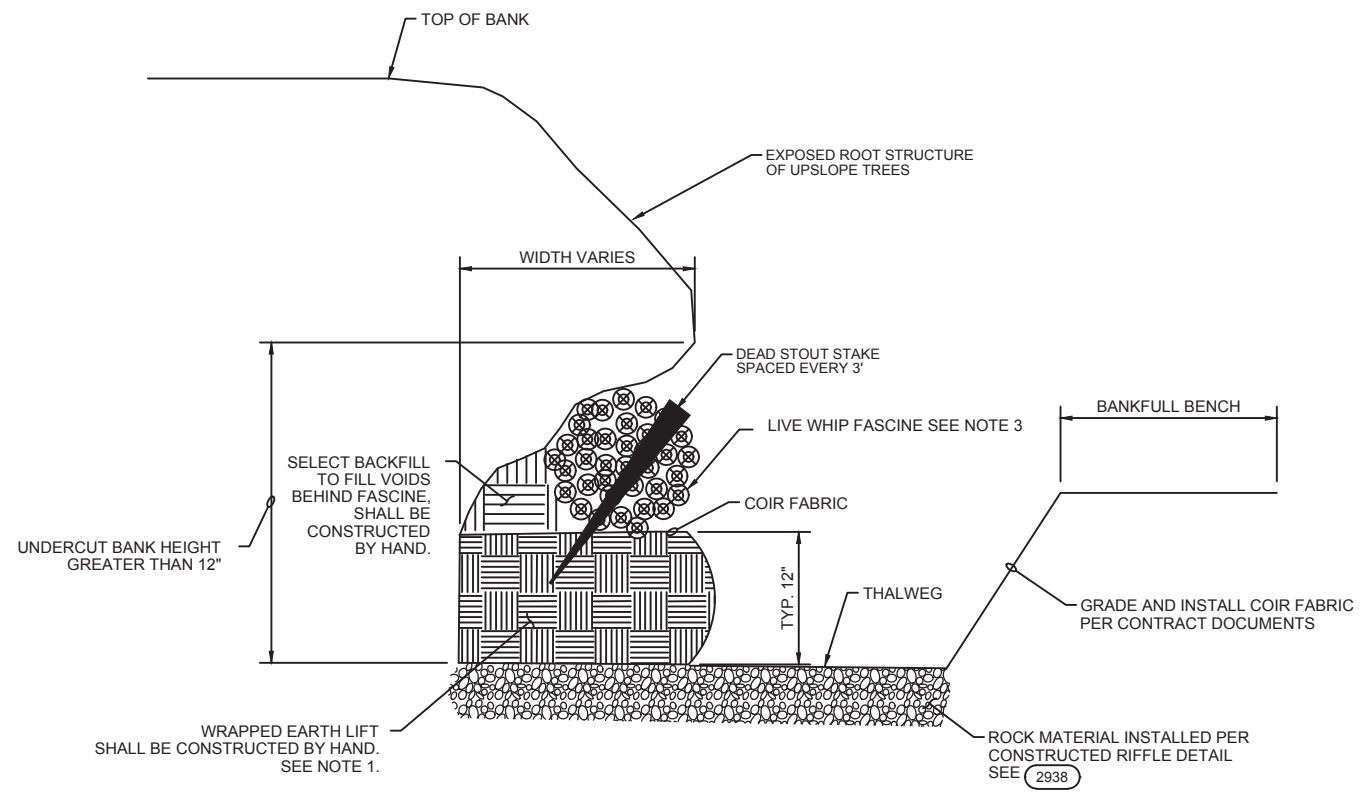 TOP OF BANK
EXPOSED ROOT STRUCTURE
OF UPSLOPE TREES
WIDTH VARIES
DEAD STOUT STAKE
SPACED EVERY 3'
BANKFULL BENCH
LIVE WHIP FASCINE SEE NOTE 3
SELECT BACKFILL
TO FILL VOIDS
BEHIND FASCINE,
SHALL BE
CONSTRUCTED
BY HAND.
COIR FABRIC
UNDERCUT BANK HEIGHT
GREATER THAN 12"
TYP. 12"
THALWEG
GRADE AND INSTALL COIR FABRIC
PER CONTRACT DOCUMENTS
WRAPPED EARTH LIFT
SHALL BE CONSTRUCTED BY HAND.
SEE NOTE 1.
ROCK MATERIAL INSTALLED PER
CONSTRUCTED RIFFLE DETAIL
SEE 2938